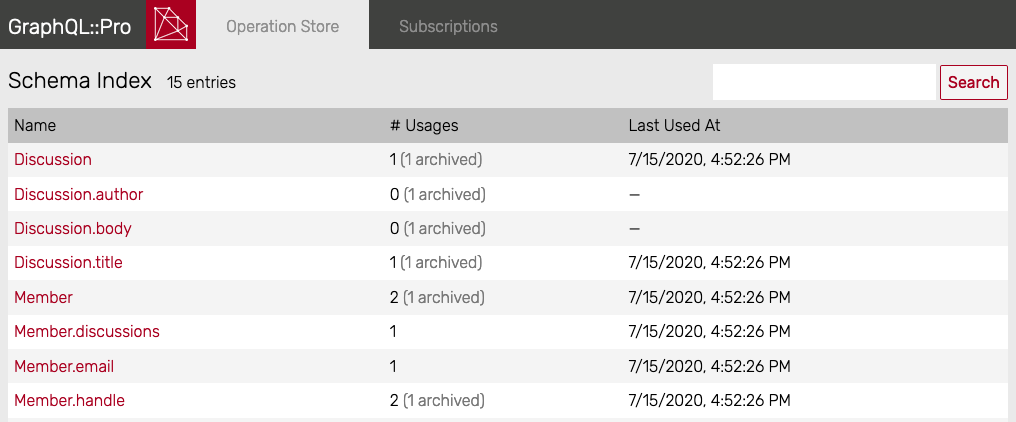 GraphQL::Pro Operation Store Subscriptions
Schema Index 15 entries Search
Name # Usages Last Used At
Discussion 1 (1 archived) 7/15/2020, 4:52:26 PM
Discussion.author 0 (1 archived) —
Discussion.body 0 (1 archived) —
Discussion.title 1 (1 archived) 7/15/2020, 4:52:26 PM
Member 2 (1 archived) 7/15/2020, 4:52:26 PM
Member.discussions 1 7/15/2020, 4:52:26 PM
Member.email 1 7/15/2020, 4:52:26 PM
Member.handle 2 (1 archived) 7/15/2020, 4:52:26 PM